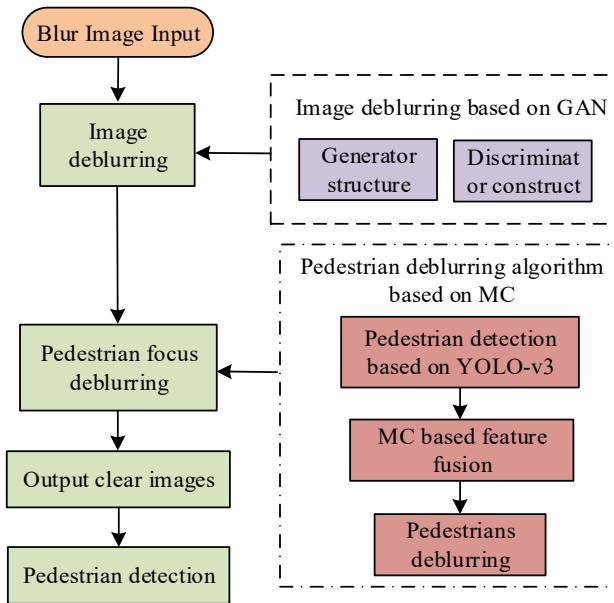 Blur Image Input
Image
deblurring
Image deblurring based on GAN
Generator
structure
Discriminat
or construct
Pedestrian deblurring algorithm
based on MC
Pedestrian focus
deblurring
Pedestrian detection
based on YOLO-v3
MC based feature
fusion
Output clear images
Pedestrians
deblurring
Pedestrian detection